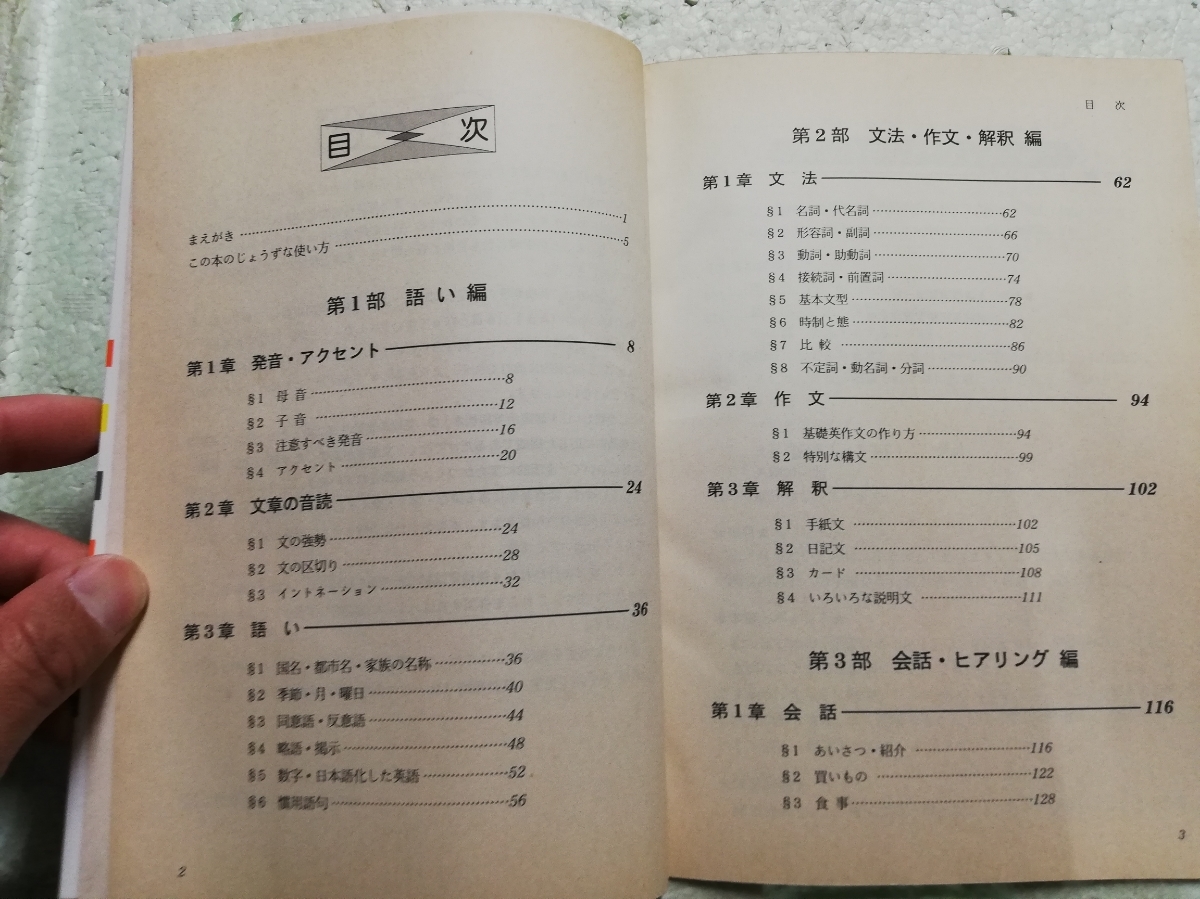 目次
まえがき 1
この本のじょうずな使い方 5
第1部 語い編
第1章 発音・アクセント 8
§1 母音 8
§2 子音 12
§3 注意すべき発音 16
§4 アクセント 20
第2章 文章の音読 24
§1 文の強勢 24
§2 文の区切り 28
§3 イントネーション 32
第3章 語い 36
§1 国名・都市名・家族の名称 36
§2 季節・月・曜日 40
§3 同意語・反意語 44
§4 略語・掲示 48
§5 数字・日本語化した英語 52
§6 慣用語句 56
2
目次
第2部 文法・作文・解釈 編
第1章 文法 62
§1 名詞・代名詞 62
§2 形容詞・副詞 66
§3 動詞・助動詞 70
§4 接続詞・前置詞 74
§5 基本文型 78
§6 時制と態 82
§7 比較 86
§8 不定詞・動名詞・分詞 90
第2章 作文 94
§1 基礎英作文の作り方 94
§2 特別な構文 99
第3章 解釈 102
§1 手紙文 102
§2 日記文 105
§3 カード 108
§4 いろいろな説明文 111
第3部 会話・ヒアリング 編
第1章 会話 116
§1 あいさつ・紹介 116
§2 買いもの 122
§3 食事 128
3